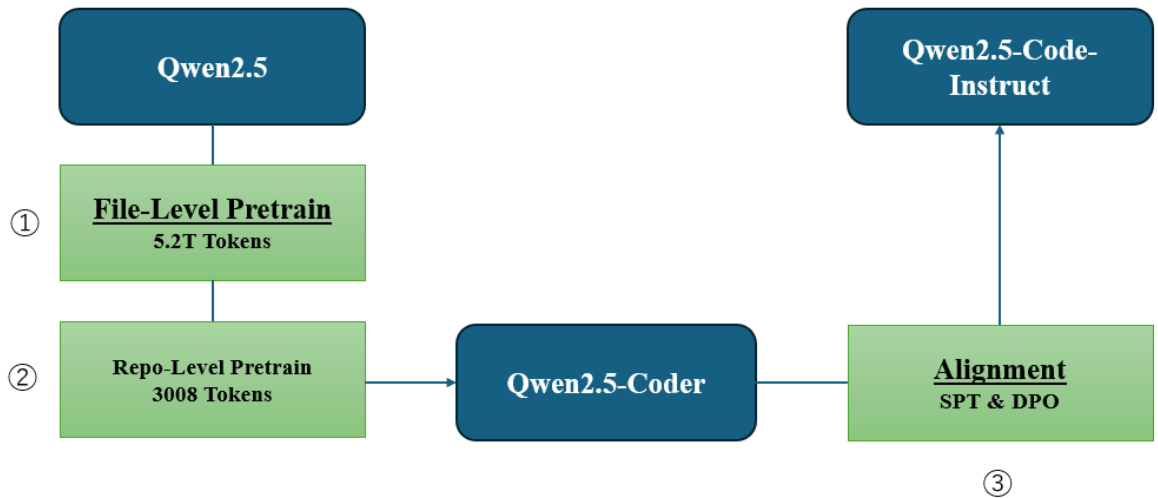 Qwen2.5
Qwen2.5-Code-
Instruct
①
File-Level Pretrain
5.2T Tokens
②
Repo-Level Pretrain
3008 Tokens
Qwen2.5-Coder
Alignment
SPT & DPO
③